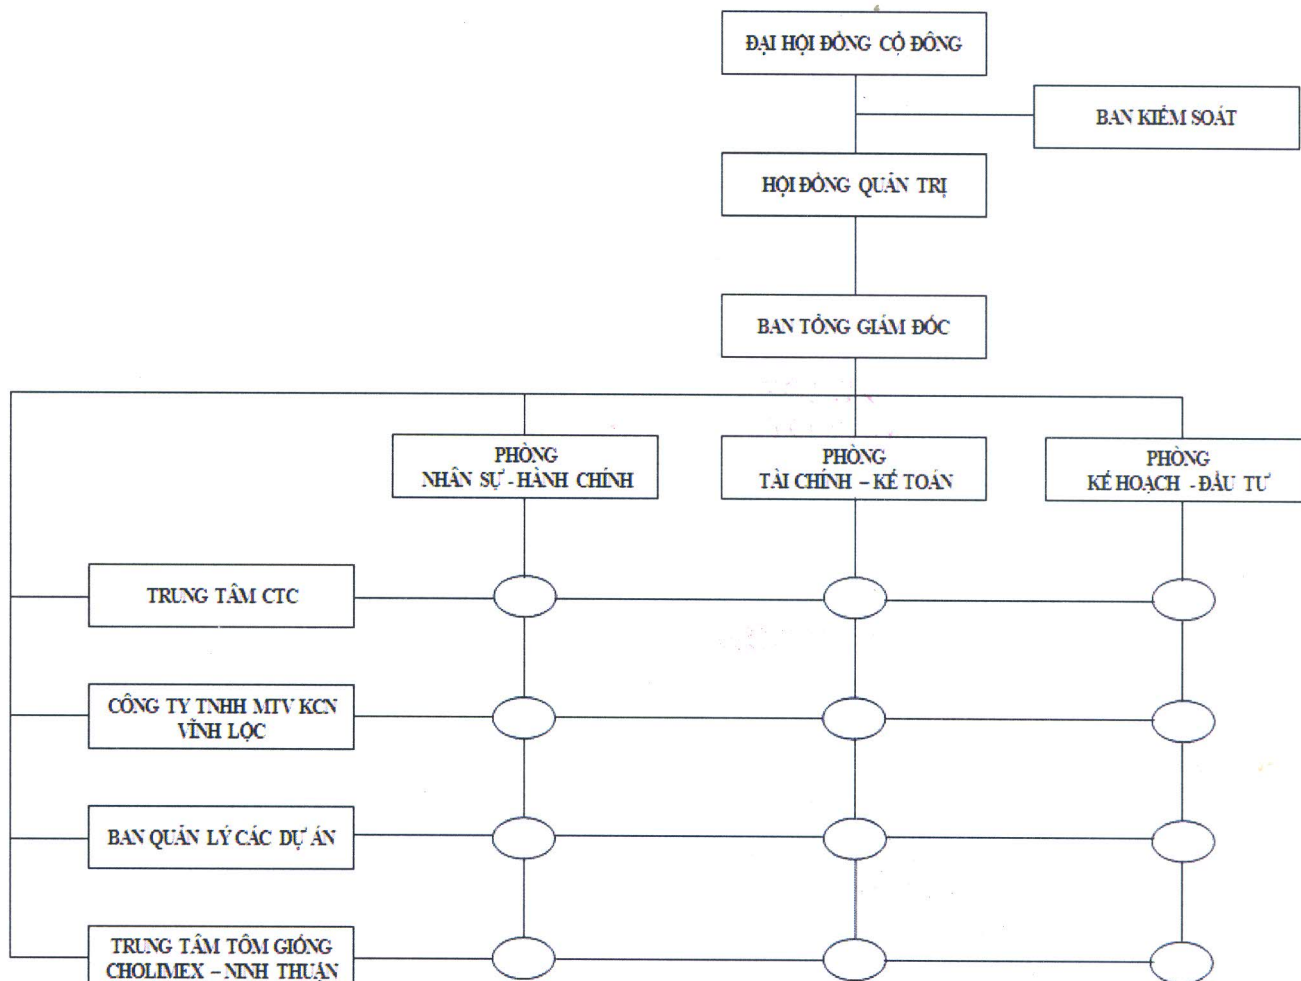 ĐẠI HỘI ĐỒNG CỔ ĐÔNG
BAN KIỂM SOÁT
HỘI ĐỒNG QUẢN TRỊ
BAN TỔNG GIÁM ĐỐC
PHÒNG
NHÂN SỰ - HÀNH CHÍNH
PHÒNG
TÀI CHÍNH – KẾ TOÁN
PHÒNG
KẾ HOẠCH - ĐẦU TƯ
TRUNG TÂM CTC
CÔNG TY TNHH MTV KCN
VĨNH LỘC
BAN QUẢN LÝ CÁC DỰ ÁN
TRUNG TÂM TÔM GIỐNG
CHOLIMEX – NINH THUẬN